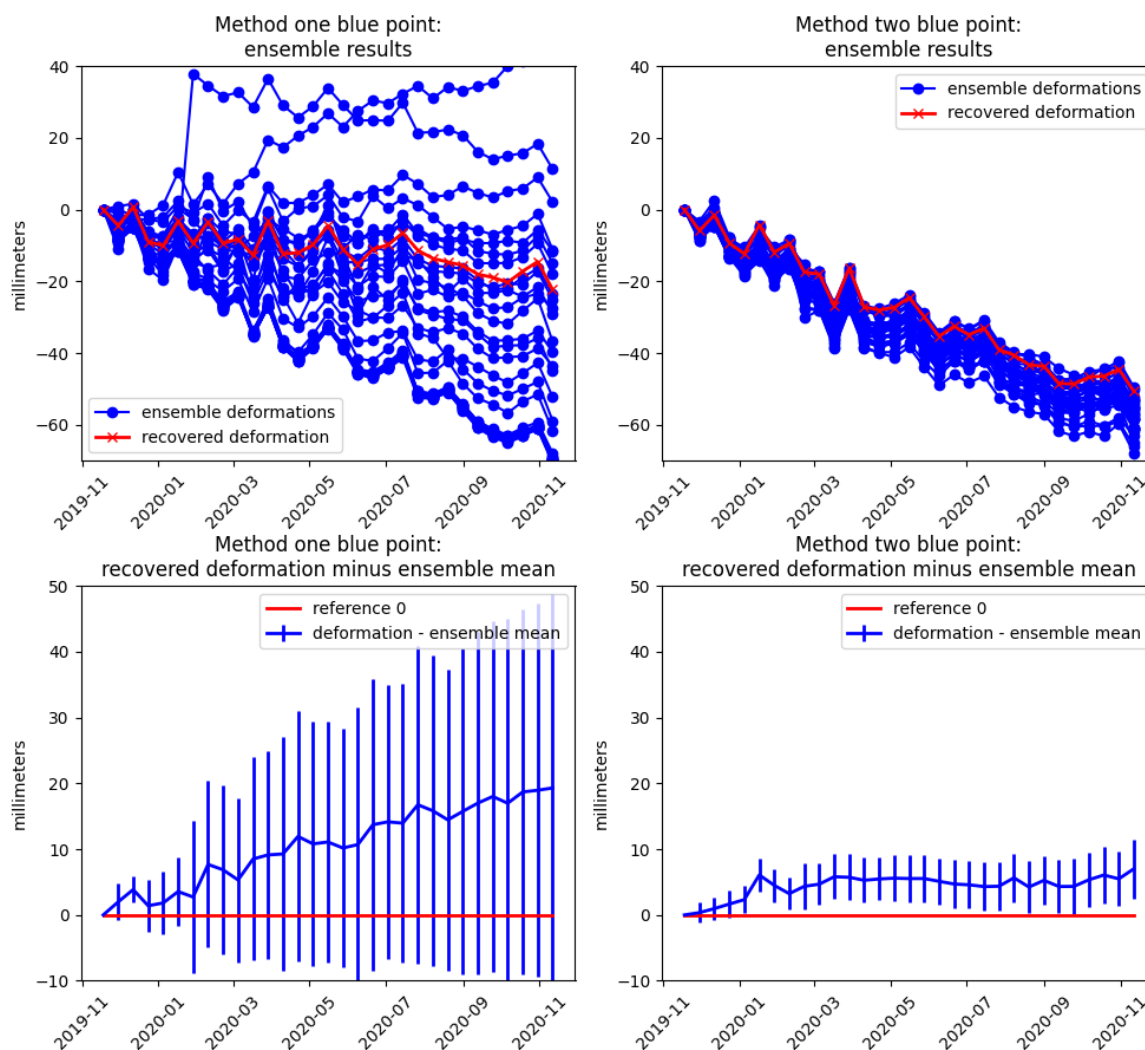 Method one blue point:
ensemble results
Method two blue point:
ensemble results
millimeters
40
20
0
−20
−40
−60
ensemble deformations
recovered deformation
2019-11
2020-01
2020-03
2020-05
2020-07
2020-09
2020-11
millimeters
40
20
0
−20
−40
−60
ensemble deformations
recovered deformation
2019-11
2020-01
2020-03
2020-05
2020-07
2020-09
2020-11
Method one blue point:
recovered deformation minus ensemble mean
Method two blue point:
recovered deformation minus ensemble mean
millimeters
50
40
30
20
10
0
−10
reference 0
deformation - ensemble mean
2019-11
2020-01
2020-03
2020-05
2020-07
2020-09
2020-11
millimeters
50
40
30
20
10
0
−10
reference 0
deformation - ensemble mean
2019-11
2020-01
2020-03
2020-05
2020-07
2020-09
2020-11